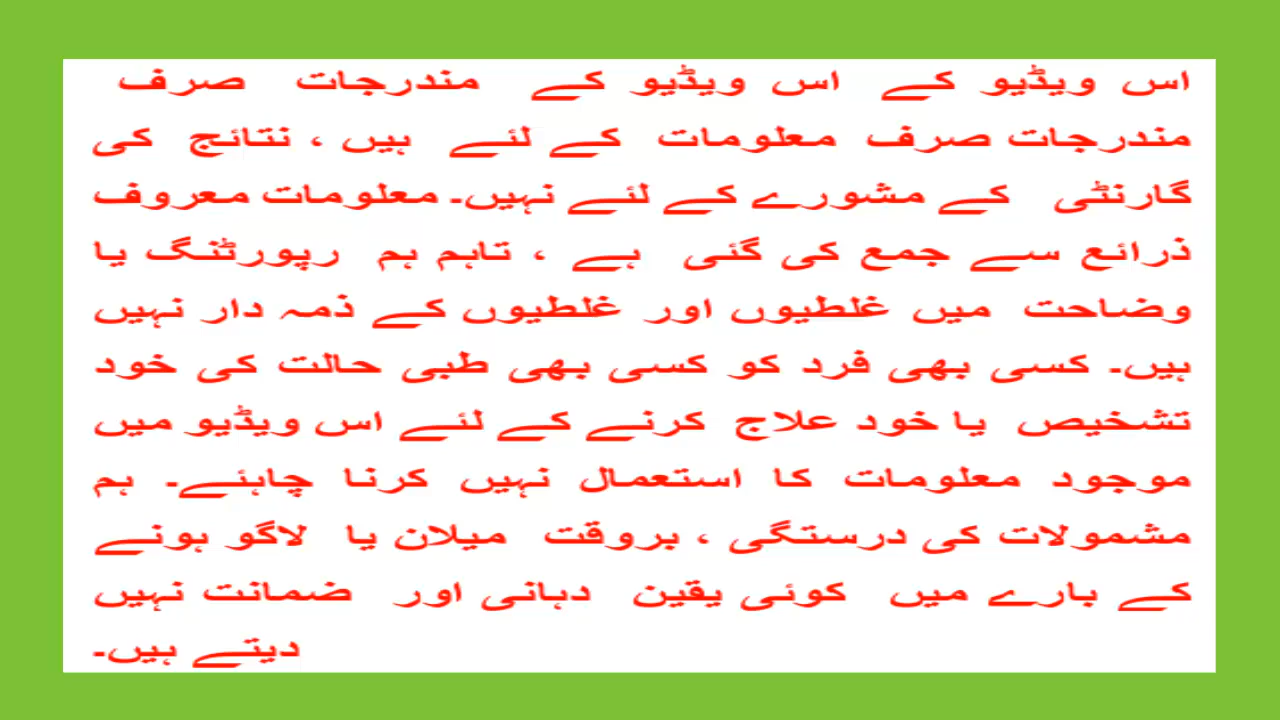 اس ویڈیو کے اس ویڈیو کے مندرجات صرف
مندرجات صرف معلومات کے لئے ہیں ، نتائج کی
گارنٹی کے مشورے کے لئے نہیں۔ معلومات معروف
ذرائع سے جمع کی گئی ہے ، تاہم ہم رپورٹنگ یا
وضاحت میں غلطیوں اور غلطیوں کے ذمہ دار نہیں
ہیں۔ کسی بھی فرد کو کسی بھی طبی حالت کی خود
تشخیص یا خود علاج کرنے کے لئے اس ویڈیو میں
موجود معلومات کا استعمال نہیں کرنا چاہئے۔ ہم
مشمولات کی درستگی ، بروقت میلان یا لاگو ہونے
کے بارے میں کوئی یقین دہانی اور ضمانت نہیں
دیتے ہیں۔